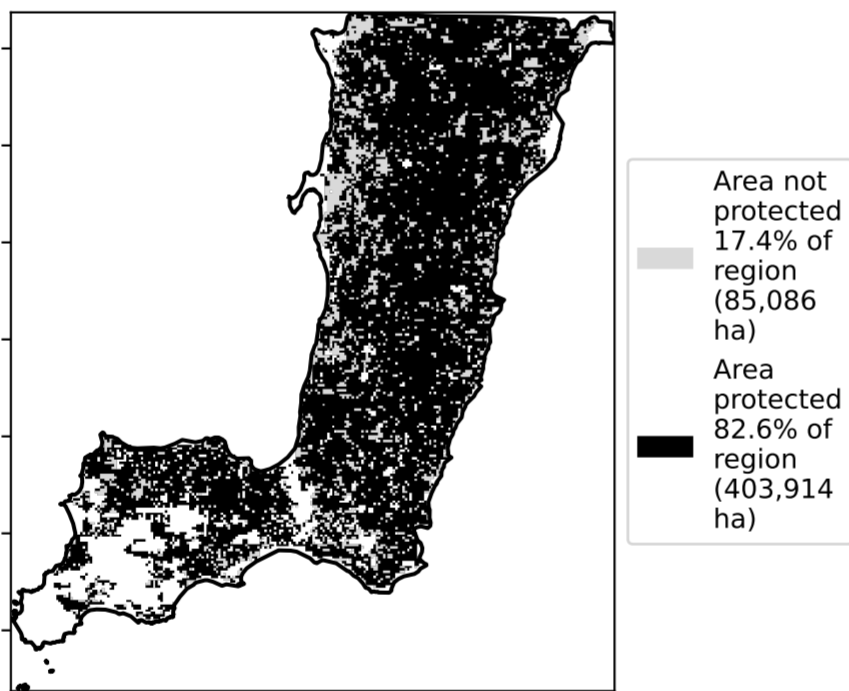 Area not
protected
17.4% of
region
(85,086
ha)
Area
protected
82.6% of
region
(403,914
ha)